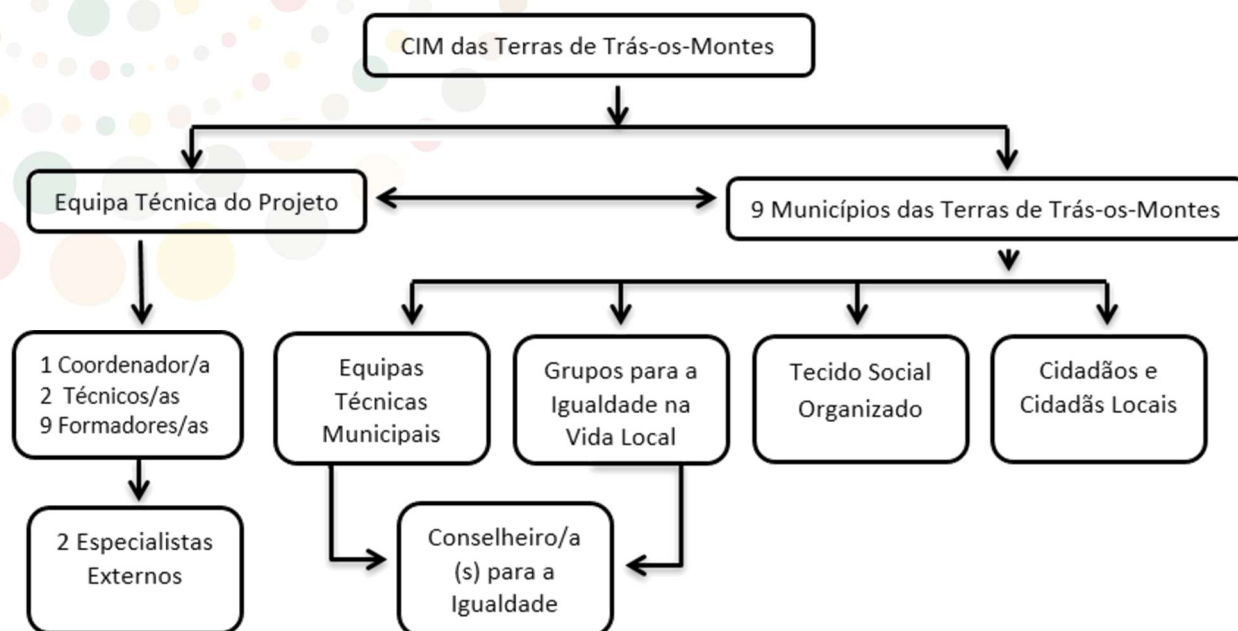 CIM das Terras de Trás-os-Montes
Equipa Técnica do Projeto
9 Municípios das Terras de Trás-os-Montes
1 Coordenador/a
2 Técnicos/as
9 Formadores/as
Equipas
Técnicas
Municipais
Grupos para a
Igualdade na
Vida Local
Tecido Social
Organizado
Cidadãos e
Cidadãs Locais
2 Especialistas
Externos
Conselheiro/a
(s) para a
Igualdade